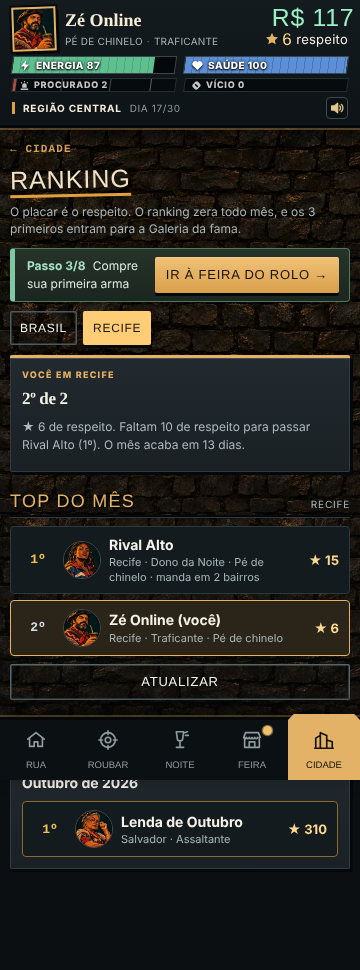 Zé Online
R$ 117
PÉ DE CHINELO · TRAFICANTE
★ 6 respeito
ENERGIA 87
SAÚDE 100
PROCURADO 2
VÍCIO 0
REGIÃO CENTRAL DIA 17/30
← CIDADE
RANKING
O placar é o respeito. O ranking zera todo mês, e os 3
primeiros entram para a Galeria da fama.
Passo 3/8 Compre
sua primeira arma
IR À FEIRA DO ROLO →
BRASIL
RECIFE
VOCÊ EM RECIFE
2º de 2
★ 6 de respeito. Faltam 10 de respeito para passar
Rival Alto (1º). O mês acaba em 13 dias.
TOP DO MÊS
RECIFE
1º
Rival Alto
Recife · Dono da Noite · Pé de
chinelo · manda em 2 bairros
★ 15
2º
Zé Online (você)
Recife · Traficante · Pé de chinelo
★ 6
ATUALIZAR
RUA
ROUBAR
NOITE
FEIRA
CIDADE
Outubro de 2026
1º
Lenda de Outubro
Salvador · Assaltante
★ 310